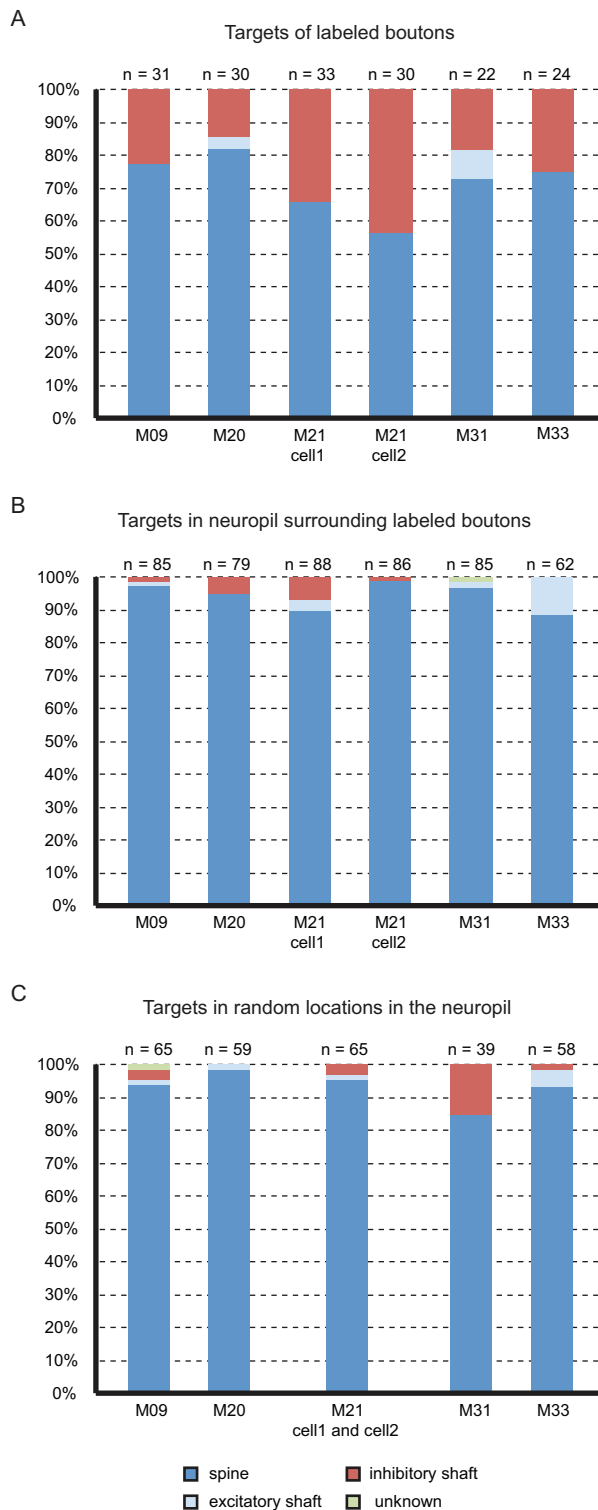 A
Targets of labeled boutons
n = 31 n = 30 n = 33 n = 30 n = 22 n = 24
100%
90%
80%
70%
60%
50%
40%
30%
20%
10%
0%
M09 M20 M21 M21 M31 M33
cell1 cell2
B
Targets in neuropil surrounding labeled boutons
n = 85 n = 79 n = 88 n = 86 n = 85 n = 62
100%
90%
80%
70%
60%
50%
40%
30%
20%
10%
0%
M09 M20 M21 M21 M31 M33
cell1 cell2
C
Targets in random locations in the neuropil
n = 65 n = 59 n = 65 n = 39 n = 58
100%
90%
80%
70%
60%
50%
40%
30%
20%
10%
0%
M09 M20 M21 M31 M33
cell1 and cell2
spine inhibitory shaft
excitatory shaft unknown